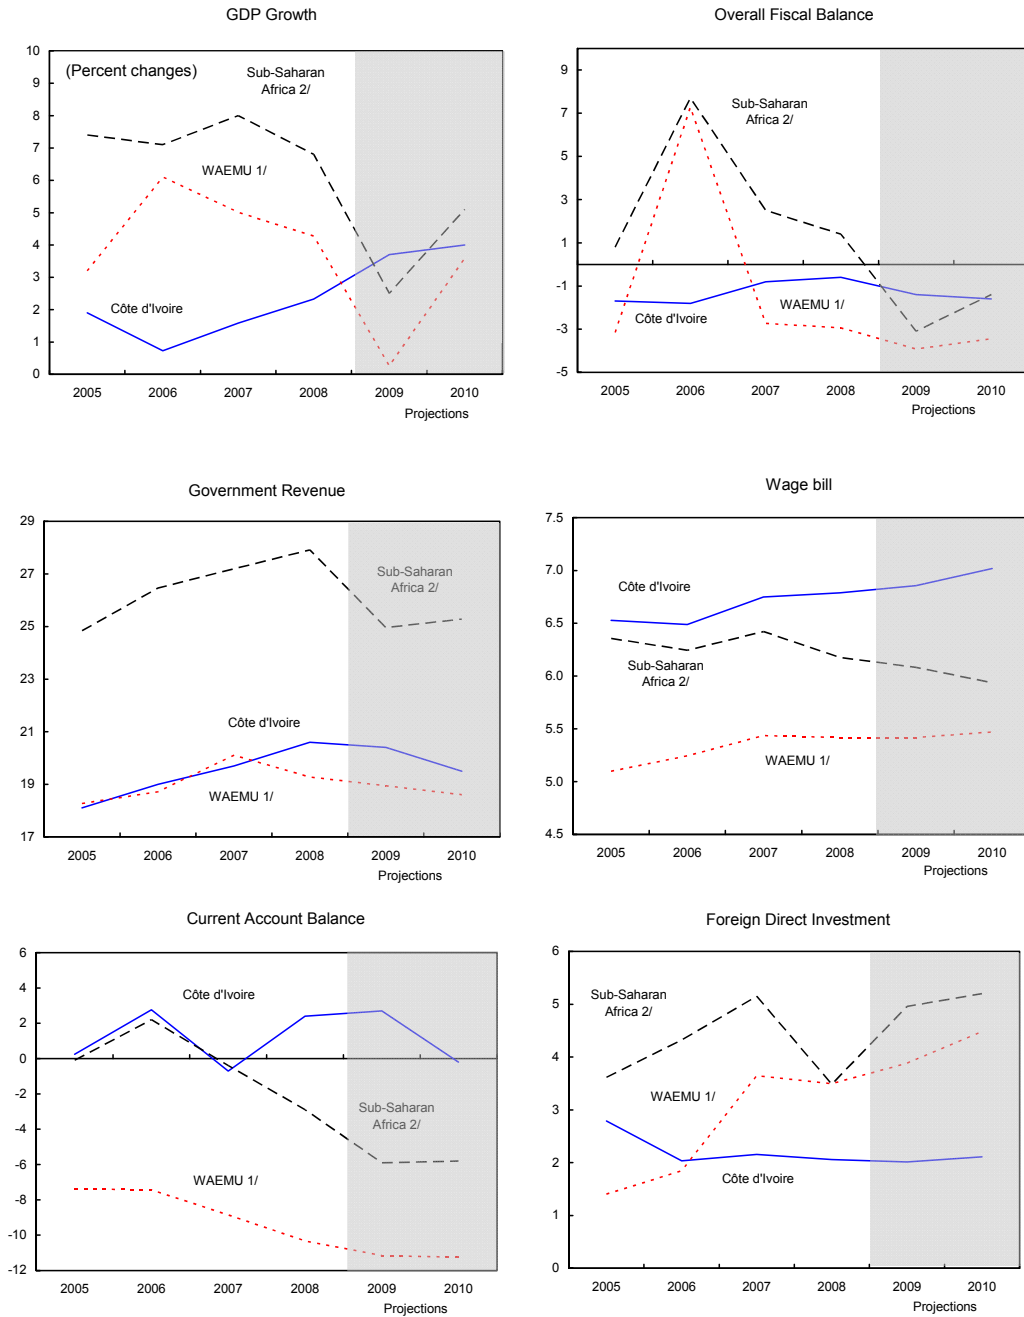 GDP Growth
10
9
8
7
6
5
4
3
2
1
0
(Percent changes)
Sub-Saharan
Africa 2/
WAEMU 1/
Côte d'Ivoire
2005 2006 2007 2008 2009 2010
Projections
Overall Fiscal Balance
9
7
5
3
1
-1
-3
-5
Sub-Saharan
Africa 2/
WAEMU 1/
Côte d'Ivoire
2005 2006 2007 2008 2009 2010
Projections
Government Revenue
29
27
25
23
21
19
17
Sub-Saharan
Africa 2/
Côte d'Ivoire
WAEMU 1/
2005 2006 2007 2008 2009 2010
Projections
Wage bill
7.5
7.0
6.5
6.0
5.5
5.0
4.5
Côte d'Ivoire
Sub-Saharan
Africa 2/
WAEMU 1/
2005 2006 2007 2008 2009 2010
Projections
Current Account Balance
6
4
2
0
-2
-4
-6
-8
-10
-12
Côte d'Ivoire
Sub-Saharan
Africa 2/
WAEMU 1/
2005 2006 2007 2008 2009 2010
Projections
Foreign Direct Investment
6
5
4
3
2
1
0
Sub-Saharan
Africa 2/
WAEMU 1/
Côte d'Ivoire
2005 2006 2007 2008 2009 2010
Projections